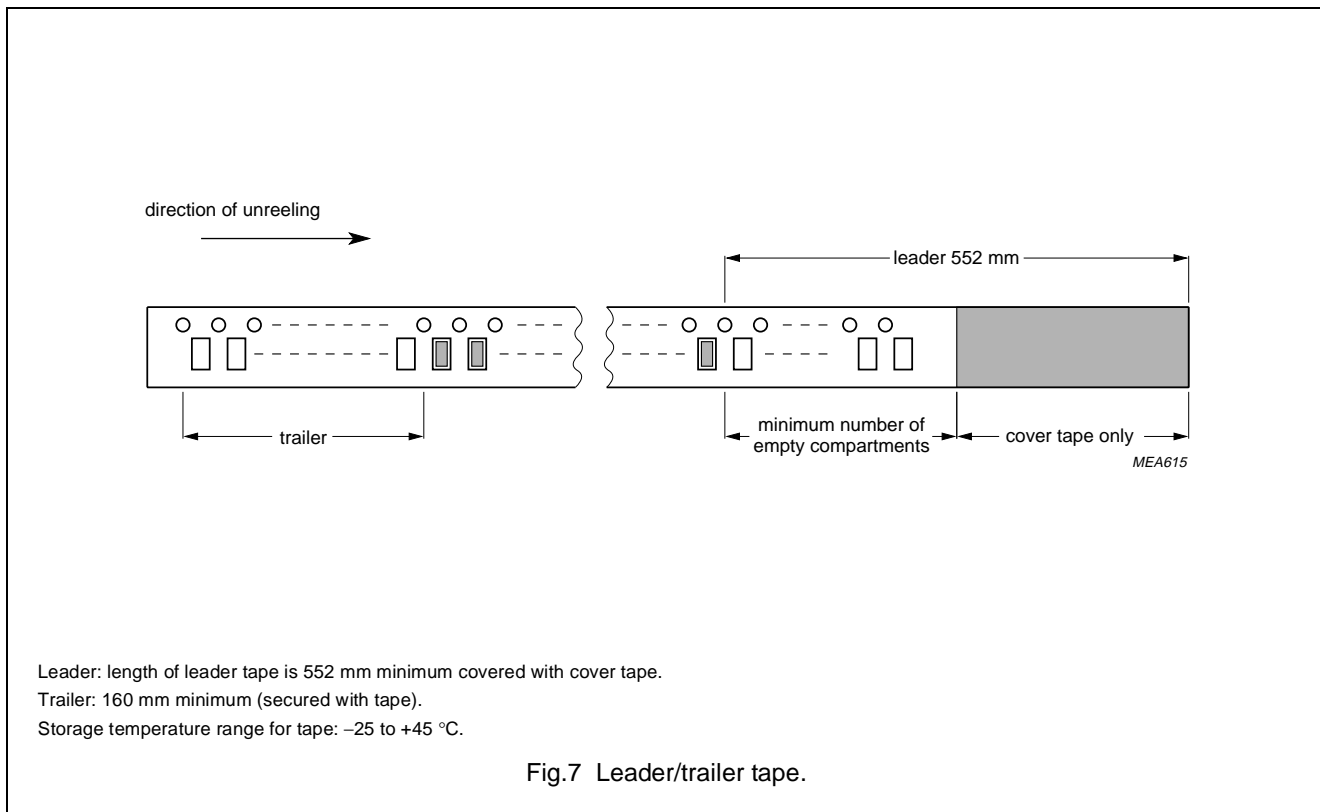 direction of unreeling
leader 552 mm
trailer
minimum number of
empty compartments
cover tape only
MEA615
Leader: length of leader tape is 552 mm minimum covered with cover tape.
Trailer: 160 mm minimum (secured with tape).
Storage temperature range for tape: −25 to +45 °C.
Fig.7 Leader/trailer tape.